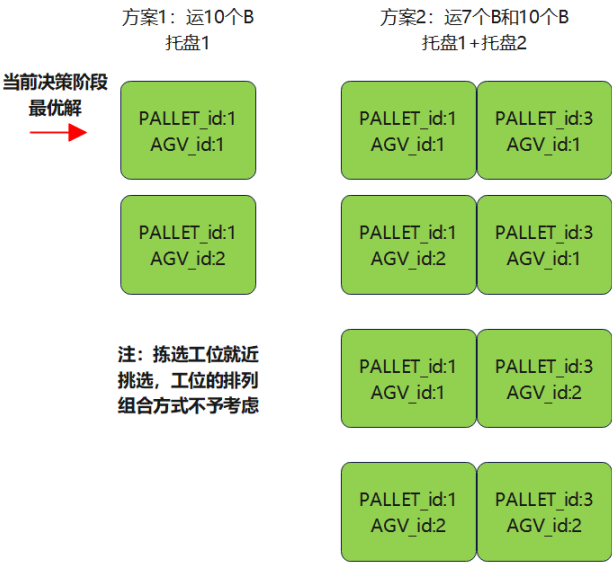 方案1：运10个B
托盘1
方案2：运7个B和10个B
托盘1+托盘2
当前决策阶段
最优解
PALLET_id:1
AGV_id:1
PALLET_id:1
AGV_id:1
PALLET_id:3
AGV_id:1
PALLET_id:1
AGV_id:2
PALLET_id:1
AGV_id:2
PALLET_id:3
AGV_id:1
注：拣选工位就近
挑选，工位的排列
组合方式不予考虑
PALLET_id:1
AGV_id:1
PALLET_id:3
AGV_id:2
PALLET_id:1
AGV_id:2
PALLET_id:3
AGV_id:2